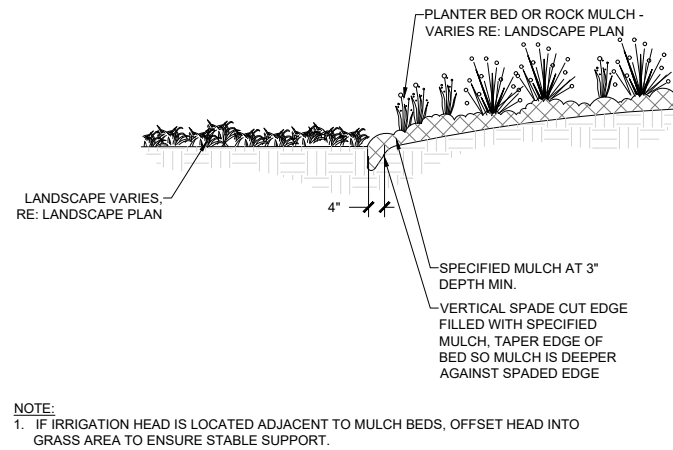 PLANTER BED OR ROCK MULCH -
VARIES RE: LANDSCAPE PLAN
LANDSCAPE VARIES,
RE: LANDSCAPE PLAN
4"
SPECIFIED MULCH AT 3"
DEPTH MIN.
VERTICAL SPADE CUT EDGE
FILLED WITH SPECIFIED
MULCH, TAPER EDGE OF
BED SO MULCH IS DEEPER
AGAINST SPADED EDGE
NOTE:
1. IF IRRIGATION HEAD IS LOCATED ADJACENT TO MULCH BEDS, OFFSET HEAD INTO
GRASS AREA TO ENSURE STABLE SUPPORT.